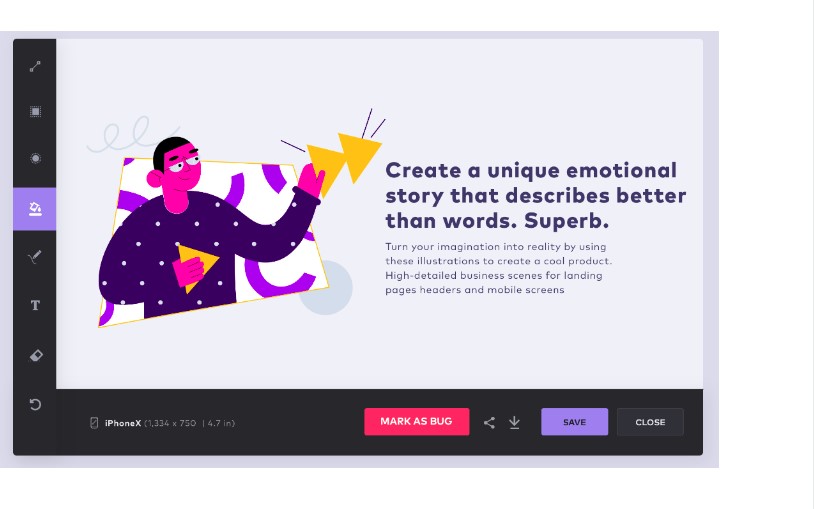 Create a unique emotional
story that describes better
than words. Superb.
Turn your imagination into reality by using
these illustrations to create a cool product.
High-detailed business scenes for landing
pages headers and mobile screens
T
iPhoneX (1,334 x 750 | 4.7 in) MARK AS BUG SAVE CLOSE